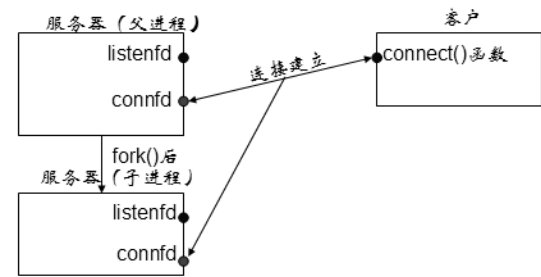 服务器（父进程）
客户
listenfd
connect()函数
连接建立
connfd
fork()后
服务器（子进程）
listenfd
connfd